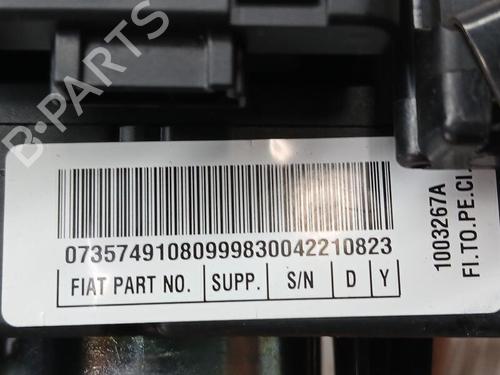 B-PARTS
07357491080999830042210823
FIAT PART NO. SUPP. S/N D Y
1003267A
FI.TO.PE.CI.